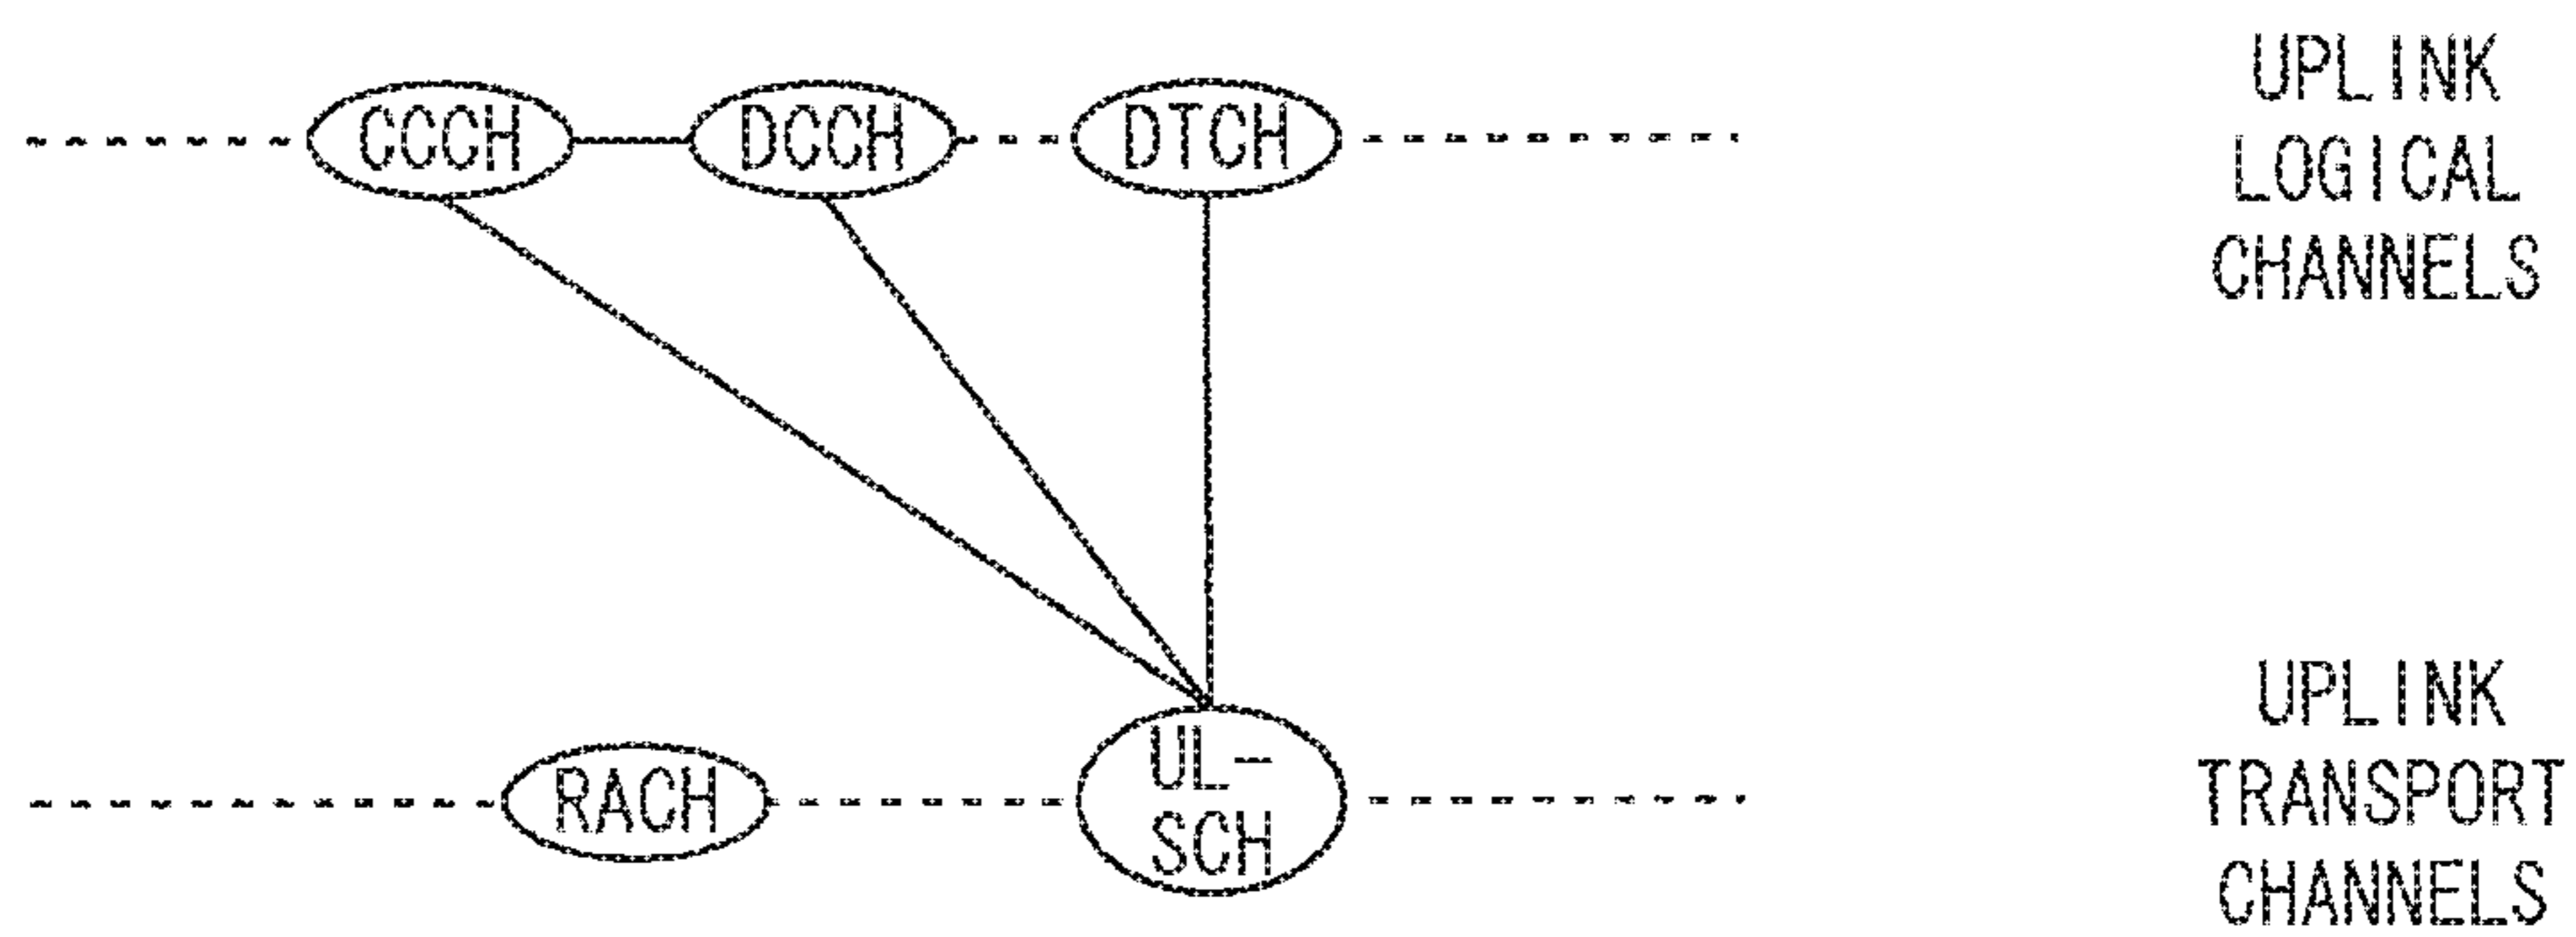 CCCH DCCH DTCH
UPLINK
LOGICAL
CHANNELS
RACH
UL-
SCH
UPLINK
TRANSPORT
CHANNELS